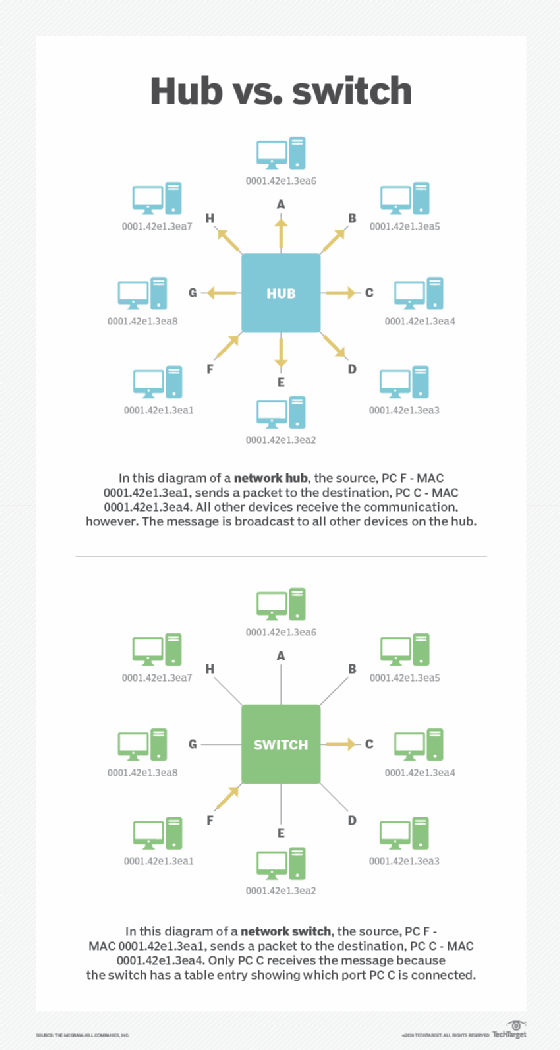 Hub vs. switch
0001.42e1.3ea6
A
H
B
0001.42e1.3ea7
0001.42e1.3ea5
G
HUB
C
0001.42e1.3ea8
0001.42e1.3ea4
F
D
E
0001.42e1.3ea1
0001.42e1.3ea3
0001.42e1.3ea2
In this diagram of a network hub, the source, PC F - MAC
0001.42e1.3ea1, sends a packet to the destination, PC C - MAC
0001.42e1.3ea4. All other devices receive the communication,
however. The message is broadcast to all other devices on the hub.
0001.42e1.3ea6
A
H
B
0001.42e1.3ea7
0001.42e1.3ea5
G
SWITCH
C
0001.42e1.3ea8
0001.42e1.3ea4
F
D
E
0001.42e1.3ea1
0001.42e1.3ea3
0001.42e1.3ea2
In this diagram of a network switch, the source, PC F -
MAC 0001.42e1.3ea1, sends a packet to the destination, PC C - MAC
0001.42e1.3ea4. Only PC C receives the message because
the switch has a table entry showing which port PC C is connected.
SOURCE: THE MCGRAW-HILL COMPANIES, INC.
TECHTARGET. ALL RIGHTS RESERVED
TechTarget